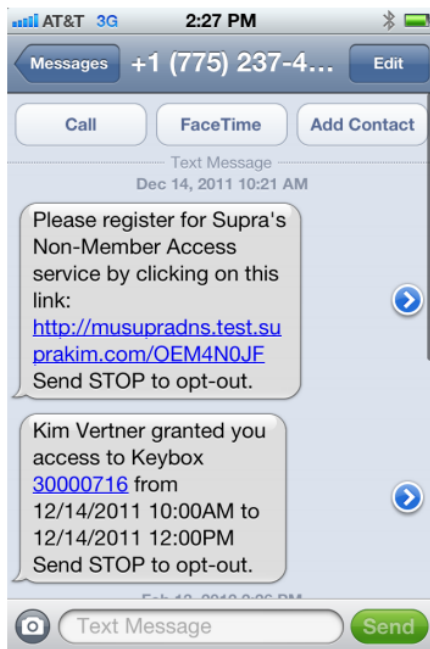 AT&T 3G 2:27 PM
Messages +1 (775) 237-4... Edit
Call FaceTime Add Contact
Text Message
Dec 14, 2011 10:21 AM
Please register for Supra's
Non-Member Access
service by clicking on this
link:
http://musupradns.test.su
prakim.com/OEM4N0JF
Send STOP to opt-out.
Kim Vertner granted you
access to Keybox
30000716 from
12/14/2011 10:00AM to
12/14/2011 12:00PM
Send STOP to opt-out.
Text Message Send